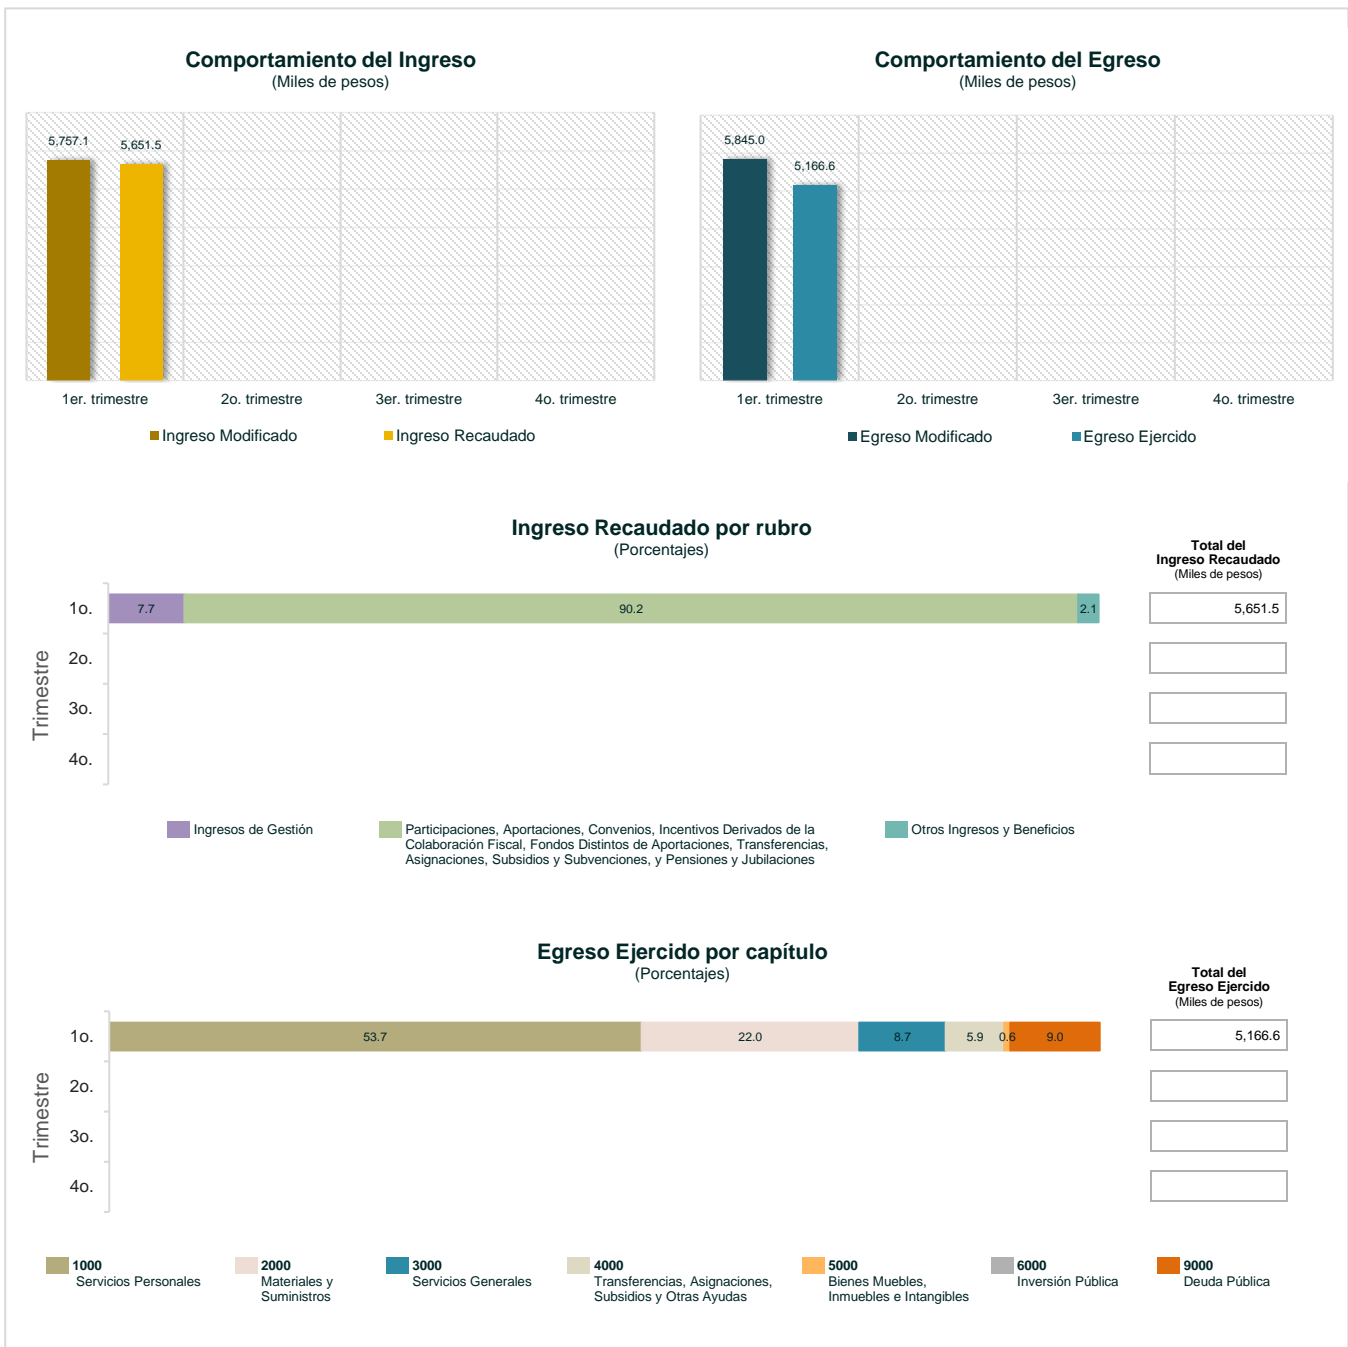 Comportamiento del Ingreso
(Miles de pesos)
5,757.1
5,651.5
1er. trimestre
2o. trimestre
3er. trimestre
4o. trimestre
Ingreso Modificado
Ingreso Recaudado
Comportamiento del Egreso
(Miles de pesos)
5,845.0
5,166.6
1er. trimestre
2o. trimestre
3er. trimestre
4o. trimestre
Egreso Modificado
Egreso Ejercido
Ingreso Recaudado por rubro
(Porcentajes)
Total del
Ingreso Recaudado
(Miles de pesos)
Trimestre
1o.
7.7
90.2
2.1
5,651.5
2o.
3o.
4o.
Ingresos de Gestión
Participaciones, Aportaciones, Convenios, Incentivos Derivados de la
Colaboración Fiscal, Fondos Distintos de Aportaciones, Transferencias,
Asignaciones, Subsidios y Subvenciones, y Pensiones y Jubilaciones
Otros Ingresos y Beneficios
Egreso Ejercido por capítulo
(Porcentajes)
Total del
Egreso Ejercido
(Miles de pesos)
Trimestre
1o.
53.7
22.0
8.7
5.9
0.6
9.0
5,166.6
2o.
3o.
4o.
1000
Servicios Personales
2000
Materiales y
Suministros
3000
Servicios Generales
4000
Transferencias, Asignaciones,
Subsidios y Otras Ayudas
5000
Bienes Muebles,
Inmuebles e Intangibles
6000
Inversión Pública
9000
Deuda Pública